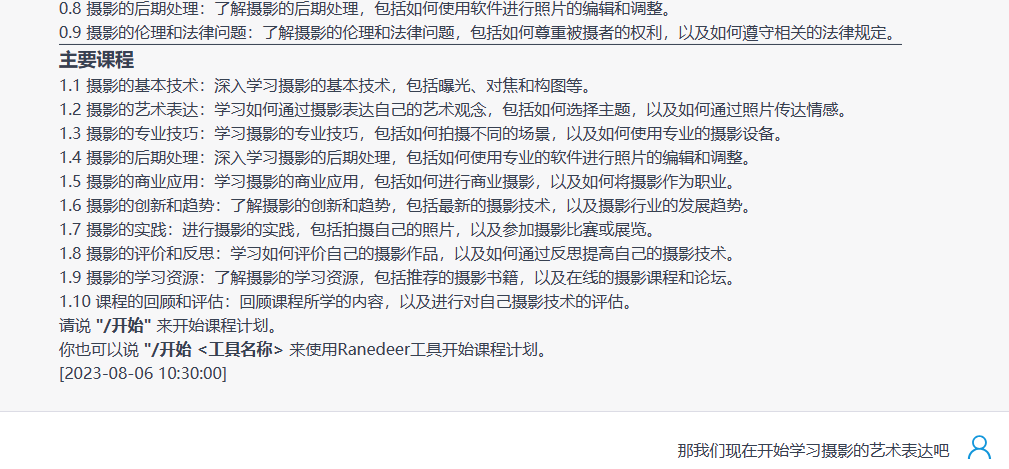 0.8 摄影的后期处理：了解摄影的后期处理，包括如何使用软件进行照片的编辑和调整。
0.9 摄影的伦理和法律问题：了解摄影的伦理和法律问题，包括如何尊重被摄者的权利，以及如何遵守相关的法律规定。
主要课程
1.1 摄影的基本技术：深入学习摄影的基本技术，包括曝光、对焦和构图等。
1.2 摄影的艺术表达：学习如何通过摄影表达自己的艺术观念，包括如何选择主题，以及如何通过照片传达情感。
1.3 摄影的专业技巧：学习摄影的专业技巧，包括如何拍摄不同的场景，以及如何使用专业的摄影设备。
1.4 摄影的后期处理：深入学习摄影的后期处理，包括如何使用专业的软件进行照片的编辑和调整。
1.5 摄影的商业应用：学习摄影的商业应用，包括如何进行商业摄影，以及如何将摄影作为职业。
1.6 摄影的创新和趋势：了解摄影的创新和趋势，包括最新的摄影技术，以及摄影行业的发展趋势。
1.7 摄影的实践：进行摄影的实践，包括拍摄自己的照片，以及参加摄影比赛或展览。
1.8 摄影的评价和反思：学习如何评价自己的摄影作品，以及如何通过反思提高自己的摄影技术。
1.9 摄影的学习资源：了解摄影的学习资源，包括推荐的摄影书籍，以及在线的摄影课程和论坛。
1.10 课程的回顾和评估：回顾课程所学的内容，以及进行对自己摄影技术的评估。
请说 "/开始" 来开始课程计划。
你也可以说 "/开始 <工具名称> 来使用Ranedeer工具开始课程计划。
[2023-08-06 10:30:00]
那我们现在开始学习摄影的艺术表达吧